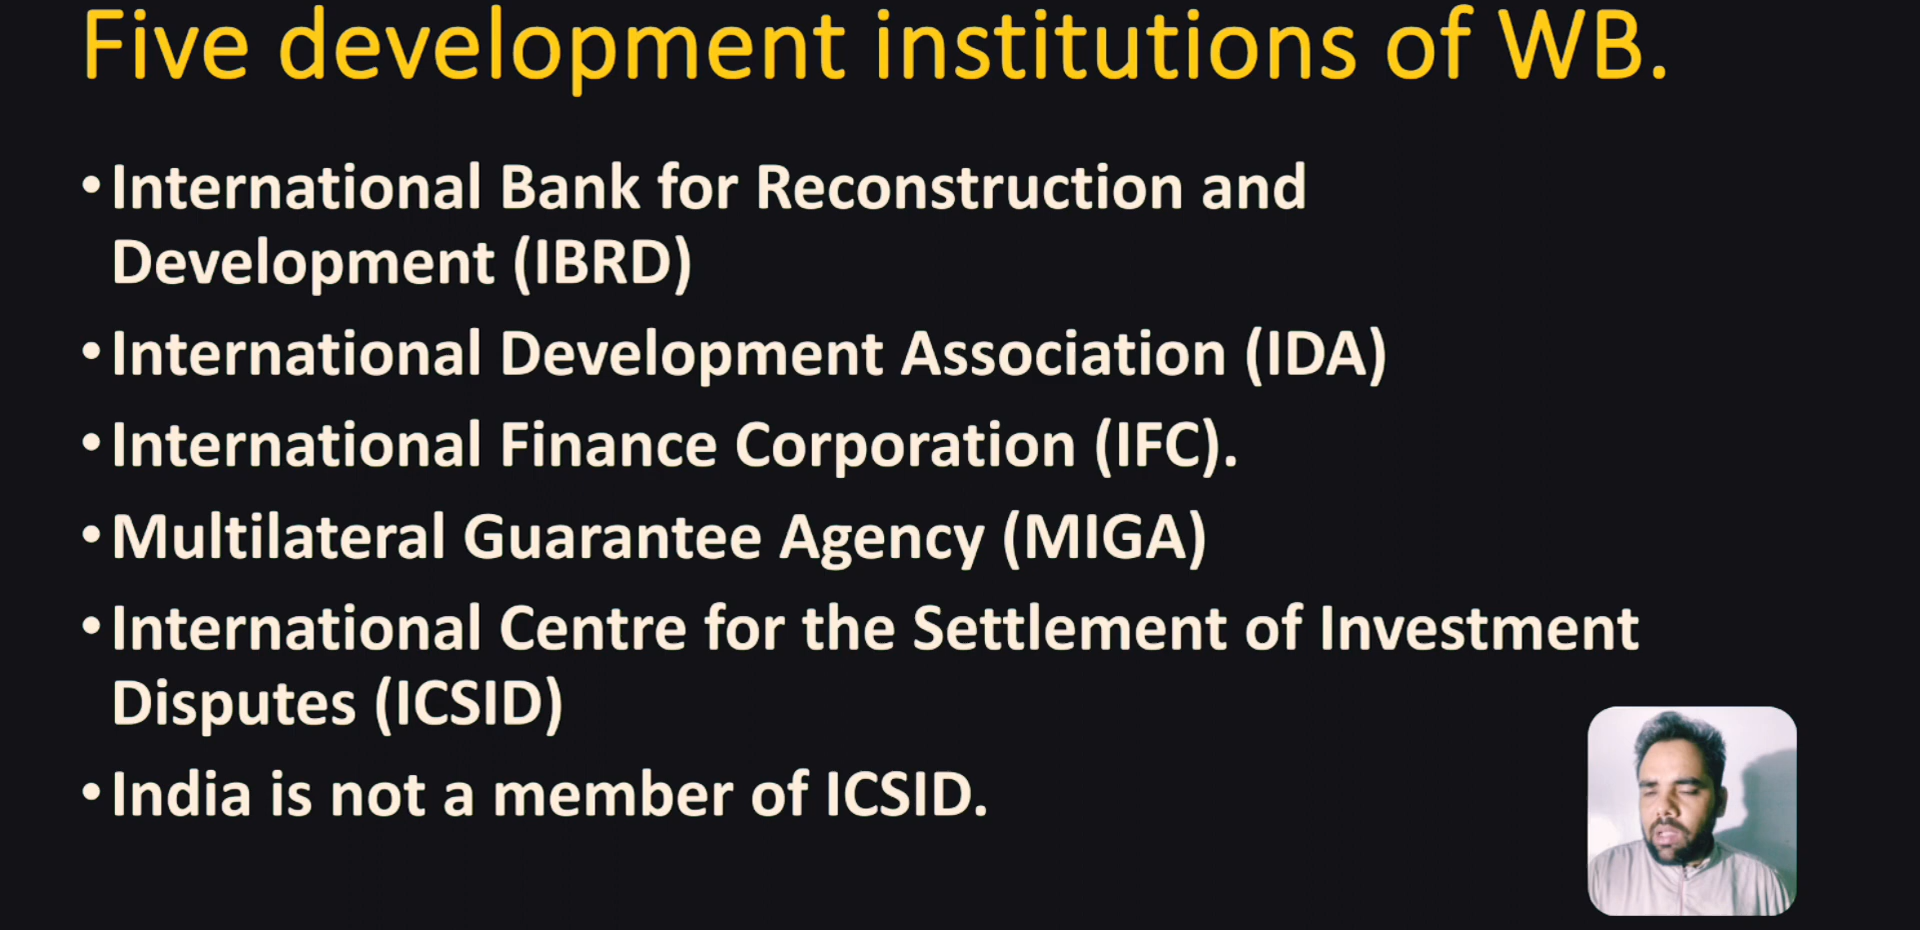 Five development institutions of WB.
•International Bank for Reconstruction and
Development (IBRD)
•International Development Association (IDA)
•International Finance Corporation (IFC).
•Multilateral Guarantee Agency (MIGA)
•International Centre for the Settlement of Investment
Disputes (ICSID)
•India is not a member of ICSID.